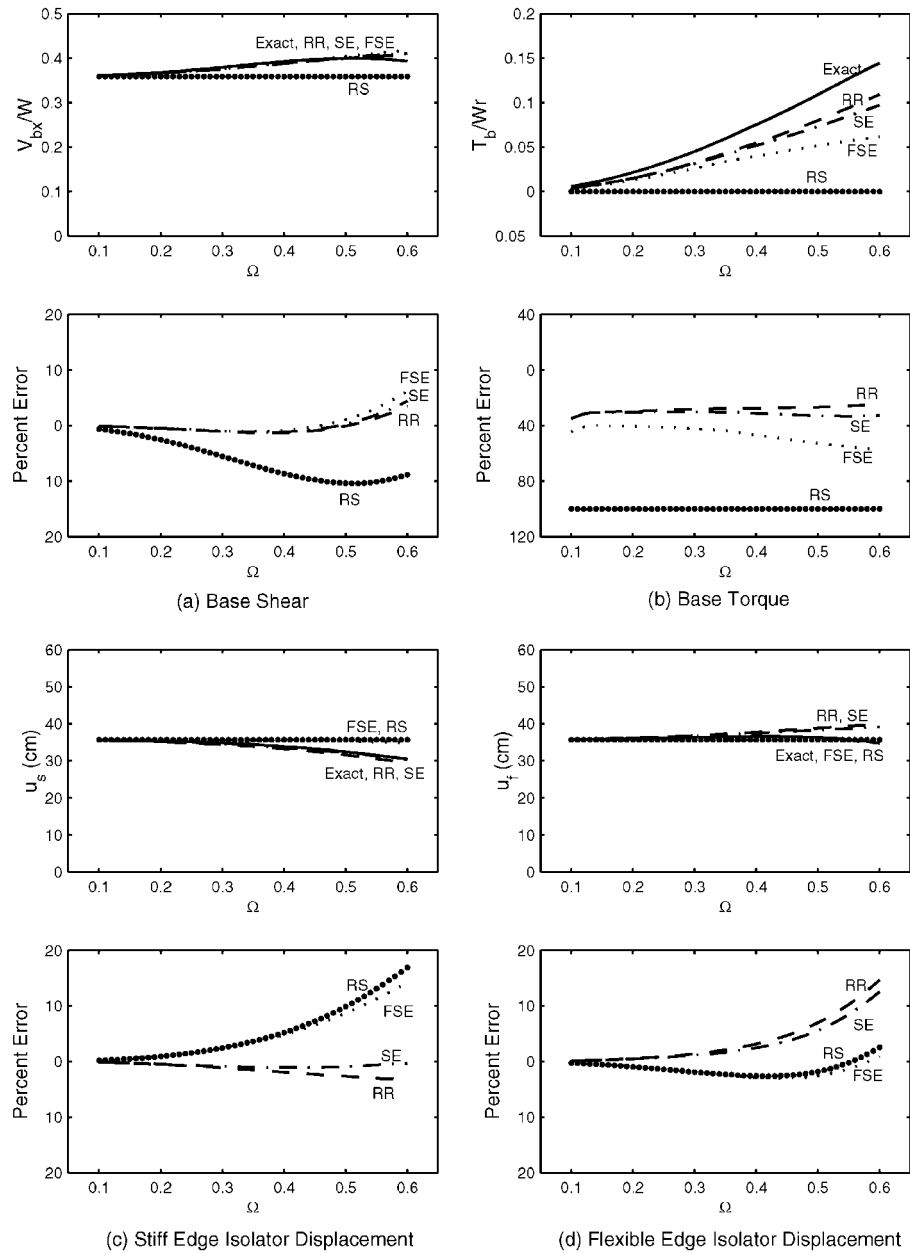 0.5
0.4
0.3
0.2
0.1
0
V_bx/W
Exact, RR, SE, FSE
RS
0.1 0.2 0.3 0.4 0.5 0.6
Ω
0.2
0.15
0.1
0.05
0
0.05
T_b/Wr
Exact
RR
SE
FSE
RS
0.1 0.2 0.3 0.4 0.5 0.6
Ω
20
10
0
10
20
Percent Error
FSE
SE
RR
RS
0.1 0.2 0.3 0.4 0.5 0.6
Ω
(a) Base Shear
40
0
40
80
120
Percent Error
RR
SE
FSE
RS
0.1 0.2 0.3 0.4 0.5 0.6
Ω
(b) Base Torque
60
50
40
30
20
10
0
u_s (cm)
FSE, RS
Exact, RR, SE
0.1 0.2 0.3 0.4 0.5 0.6
Ω
60
50
40
30
20
10
0
u_f (cm)
RR, SE
Exact, FSE, RS
0.1 0.2 0.3 0.4 0.5 0.6
Ω
20
10
0
10
20
Percent Error
RS
FSE
SE
RR
0.1 0.2 0.3 0.4 0.5 0.6
Ω
(c) Stiff Edge Isolator Displacement
20
10
0
10
20
Percent Error
RR
SE
RS
FSE
0.1 0.2 0.3 0.4 0.5 0.6
Ω
(d) Flexible Edge Isolator Displacement